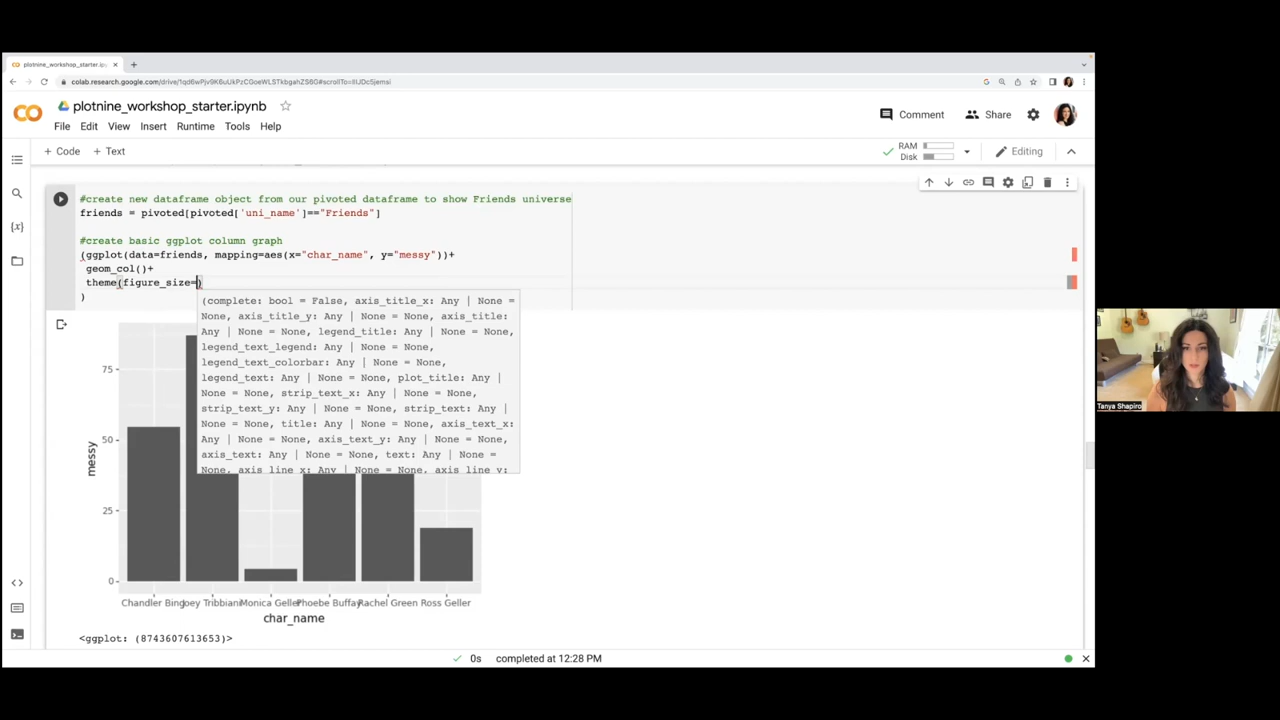 plotnine_workshop_starter.ipy
colab.research.google.com/drive/
plotnine_workshop_starter.ipynb
Comment
Share
File Edit View Insert Runtime Tools Help
+ Code + Text
RAM
Disk
Editing
#create new dataframe object from our pivoted dataframe to show Friends universe
friends = pivoted[pivoted['uni_name']=="Friends"]
#create basic ggplot column graph
(ggplot(data=friends, mapping=aes(x="char_name", y="messy"))+
geom_col()+
theme(figure_size=)
)
(complete: bool = False, axis_title_x: Any | None =
None, axis_title_y: Any | None = None, axis_title:
Any | None = None, legend_title: Any | None = None,
legend_text_legend: Any | None = None,
legend_text_colorbar: Any | None = None,
legend_text: Any | None = None, plot_title: Any |
None = None, strip_text_x: Any | None = None,
strip_text_y: Any | None = None, strip_text: Any |
None = None, title: Any | None = None, axis_text_x:
Any | None = None, axis_text_y: Any | None = None,
axis_text: Any | None = None, text: Any | None =
None, axis_line_x: Any | None = None, axis_line_y:
75
50
25
0
messy
Chandler Bing Joey Tribbiani Monica Geller Phoebe Buffay Rachel Green Ross Geller
char_name
<ggplot: (8743607613653)>
0s completed at 12:28 PM
Tanya Shapiro